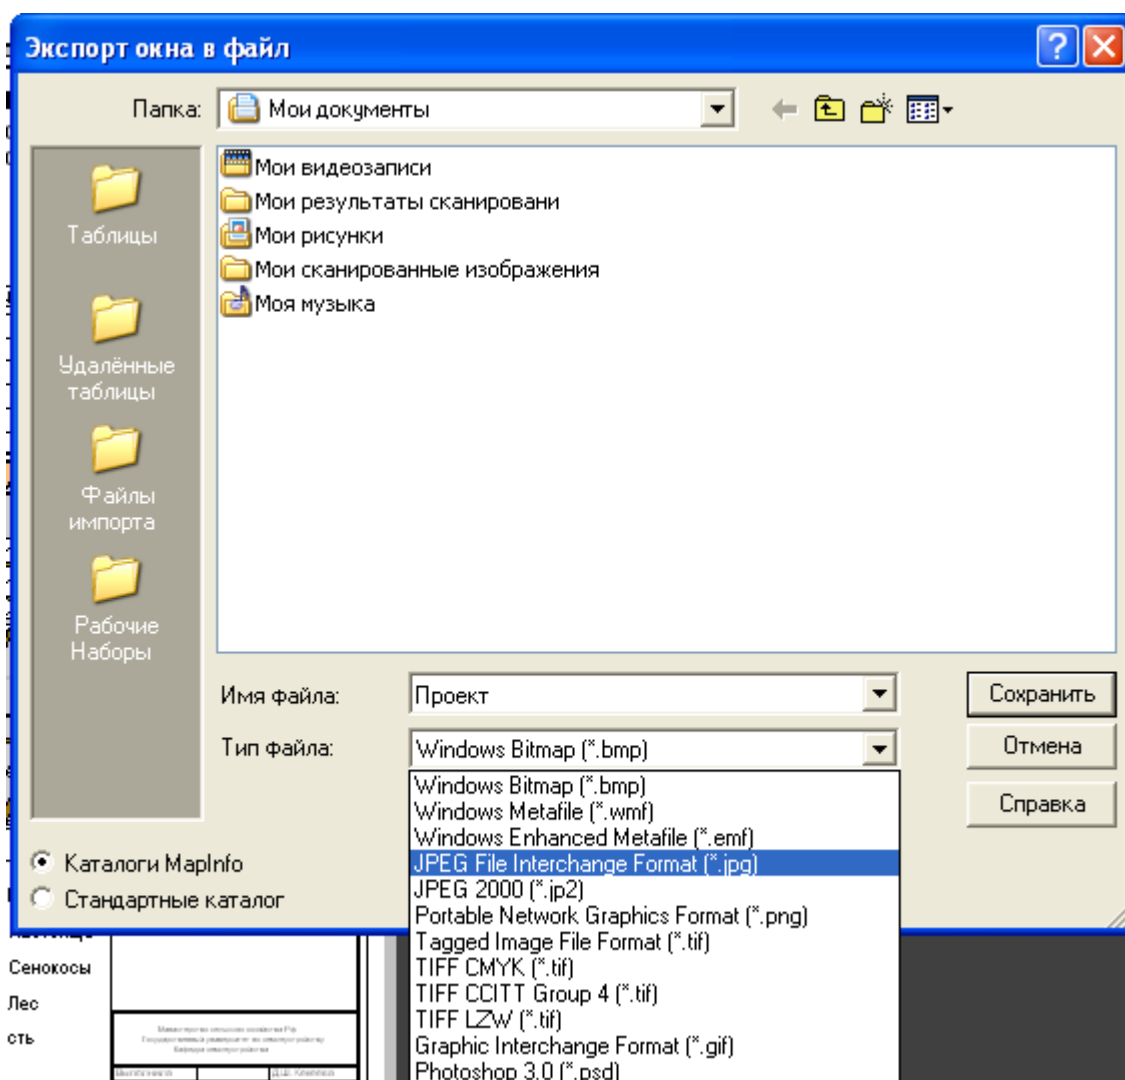 Экспорт окна в файл
Папка:
Мои документы
Таблицы
Удалённые
таблицы
Файлы
импорта
Рабочие
Наборы
Мои видеозаписи
Мои результаты сканировани
Мои рисунки
Мои сканированные изображения
Моя музыка
Имя файла:
Проект
Сохранить
Тип файла:
Windows Bitmap (*.bmp)
Отмена
Справка
Windows Bitmap (*.bmp)
Windows Metafile (*.wmf)
Windows Enhanced Metafile (*.emf)
JPEG File Interchange Format (*.jpg)
JPEG 2000 (*.jp2)
Portable Network Graphics Format (*.png)
Tagged Image File Format (*.tif)
TIFF CMYK (*.tif)
TIFF CCITT Group 4 (*.tif)
TIFF LZW (*.tif)
Graphic Interchange Format (*.gif)
Photoshop 3.0 (*.psd)
Каталоги MapInfo
Стандартные каталог
Сенокосы
Лес
сть